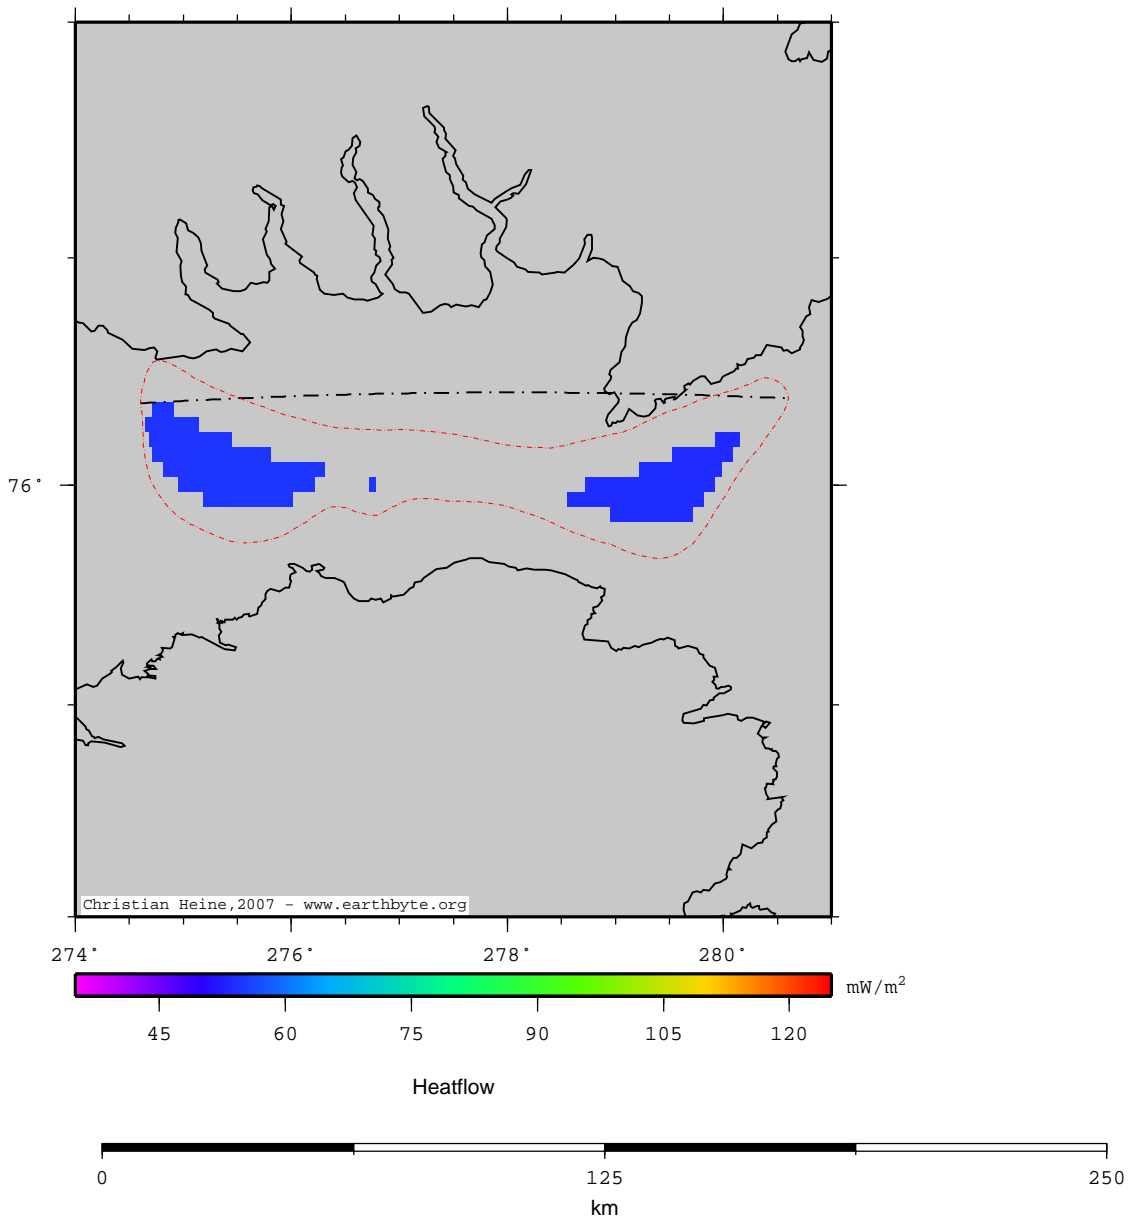 76°
Christian Heine,2007 - www.earthbyte.org
274° 276° 278° 280°
mW/m²
45 60 75 90 105 120
Heatflow
0 125 250
km